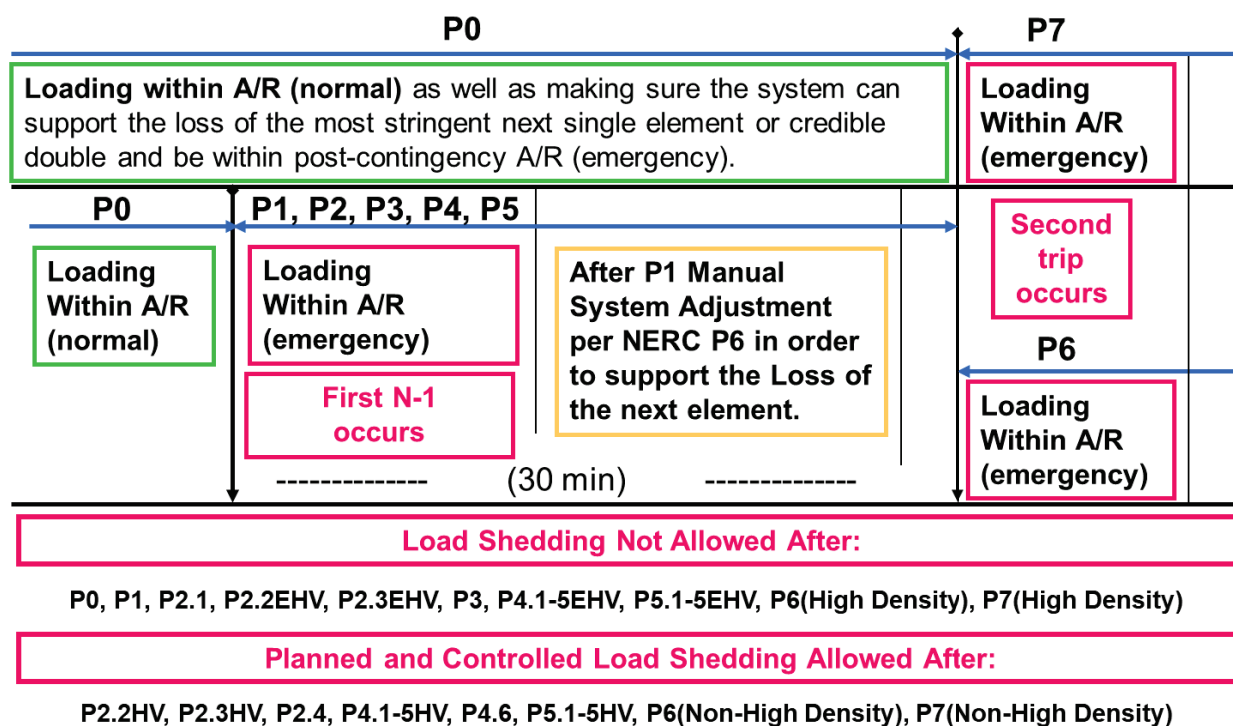 P0
P7
Loading within A/R (normal) as well as making sure the system can
support the loss of the most stringent next single element or credible
double and be within post-contingency A/R (emergency).
Loading
Within A/R
(emergency)
P0
P1, P2, P3, P4, P5
Loading
Within A/R
(normal)
Loading
Within A/R
(emergency)
First N-1
occurs
After P1 Manual
System Adjustment
per NERC P6 in order
to support the Loss of
the next element.
Second
trip
occurs
P6
Loading
Within A/R
(emergency)
-------------- (30 min) --------------
Load Shedding Not Allowed After:
P0, P1, P2.1, P2.2EHV, P2.3EHV, P3, P4.1-5EHV, P5.1-5EHV, P6(High Density), P7(High Density)
Planned and Controlled Load Shedding Allowed After:
P2.2HV, P2.3HV, P2.4, P4.1-5HV, P4.6, P5.1-5HV, P6(Non-High Density), P7(Non-High Density)